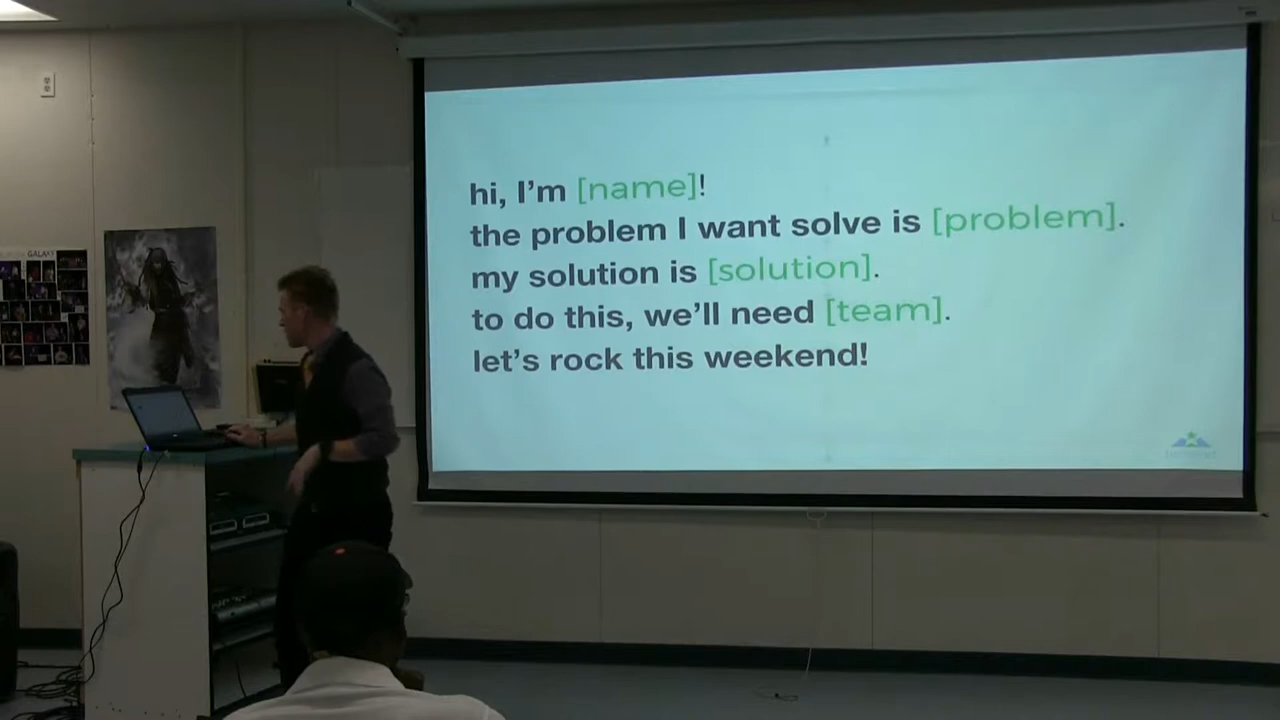 hi, I'm [name]!
the problem I want solve is [problem].
my solution is [solution].
to do this, we'll need [team].
let's rock this weekend!
GALAXY